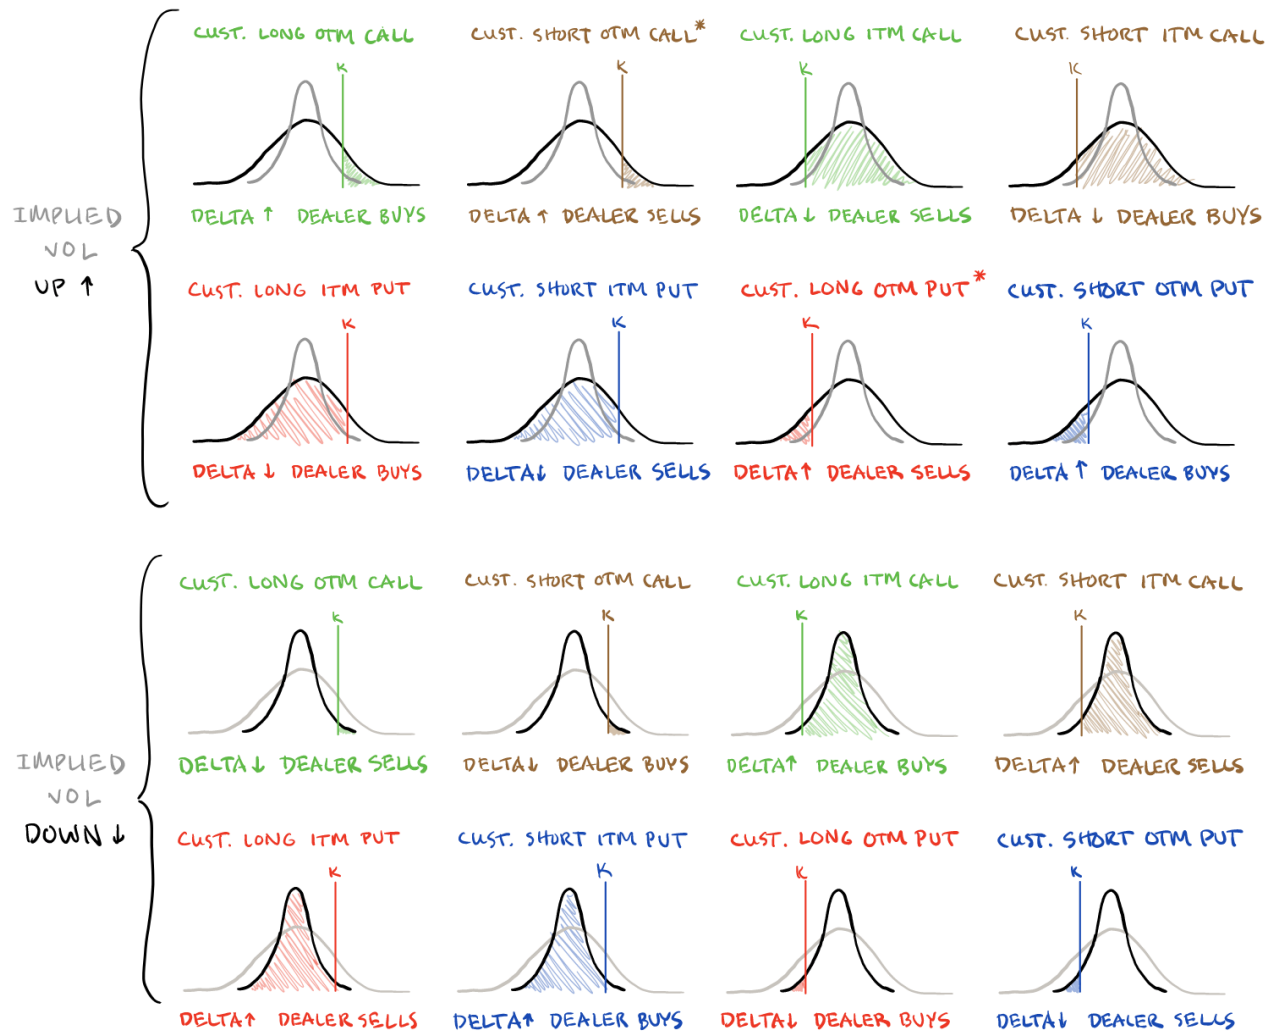 CUST. LONG OTM CALL
CUST. SHORT OTM CALL*
CUST. LONG ITM CALL
CUST. SHORT ITM CALL
K
K
K
K
DELTA ↑ DEALER BUYS
DELTA ↑ DEALER SELLS
DELTA ↓ DEALER SELLS
DELTA ↓ DEALER BUYS
IMPLIED
VOL
UP ↑
CUST. LONG ITM PUT
CUST. SHORT ITM PUT
CUST. LONG OTM PUT*
CUST. SHORT OTM PUT
K
K
K
K
DELTA ↓ DEALER BUYS
DELTA↓ DEALER SELLS
DELTA↑ DEALER SELLS
DELTA ↑ DEALER BUYS
CUST. LONG OTM CALL
CUST. SHORT OTM CALL
CUST. LONG ITM CALL
CUST. SHORT ITM CALL
K
K
K
K
DELTA↓ DEALER SELLS
DELTA↓ DEALER BUYS
DELTA↑ DEALER BUYS
DELTA↑ DEALER SELLS
IMPLIED
VOL
DOWN ↓
CUST. LONG ITM PUT
CUST. SHORT ITM PUT
CUST. LONG OTM PUT
CUST. SHORT OTM PUT
K
K
K
K
DELTA↑ DEALER SELLS
DELTA↑ DEALER BUYS
DELTA↓ DEALER BUYS
DELTA↓ DEALER SELLS